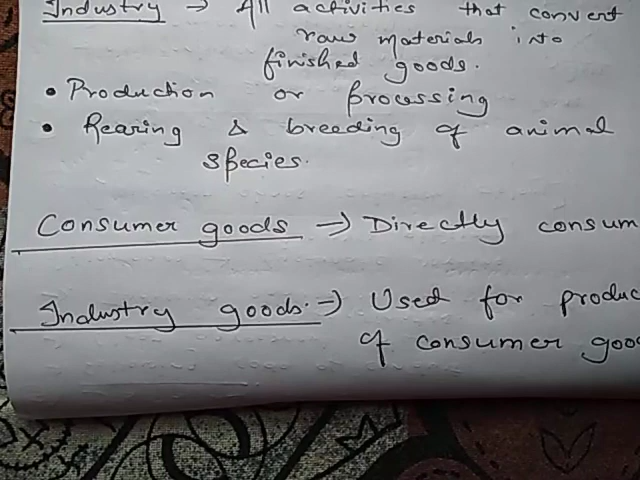 Industry → All activities that convert
raw materials into
finished goods.
• Production or processing
• Rearing & breeding of animal
species.
Consumer goods → Directly consum
Industry goods. → Used for produc
of consumer goo